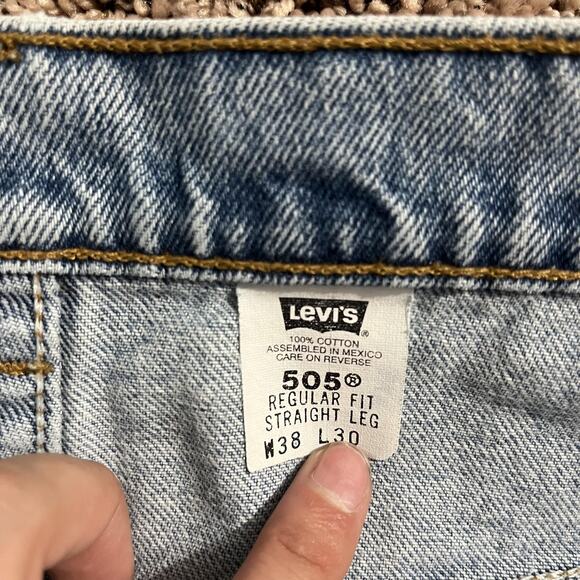 Levi's ®
100% COTTON
ASSEMBLED IN MEXICO
CARE ON REVERSE
505®
REGULAR FIT
STRAIGHT LEG
W38 L30